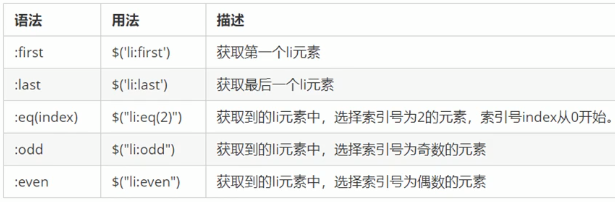 语法 用法 描述
:first $('li:first') 获取第一个li元素
:last $('li:last') 获取最后一个li元素
:eq(index) $("li:eq(2)") 获取到的li元素中，选择索引号为2的元素，索引号index从0开始。
:odd $("li:odd") 获取到的li元素中，选择索引号为奇数的元素
:even $("li:even") 获取到的li元素中，选择索引号为偶数的元素